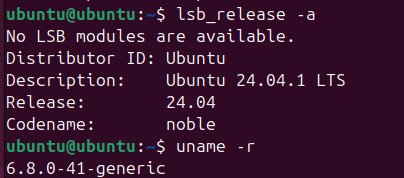 ubuntu@ubuntu:~$ lsb_release -a
No LSB modules are available.
Distributor ID: Ubuntu
Description:    Ubuntu 24.04.1 LTS
Release:        24.04
Codename:       noble
ubuntu@ubuntu:~$ uname -r
6.8.0-41-generic